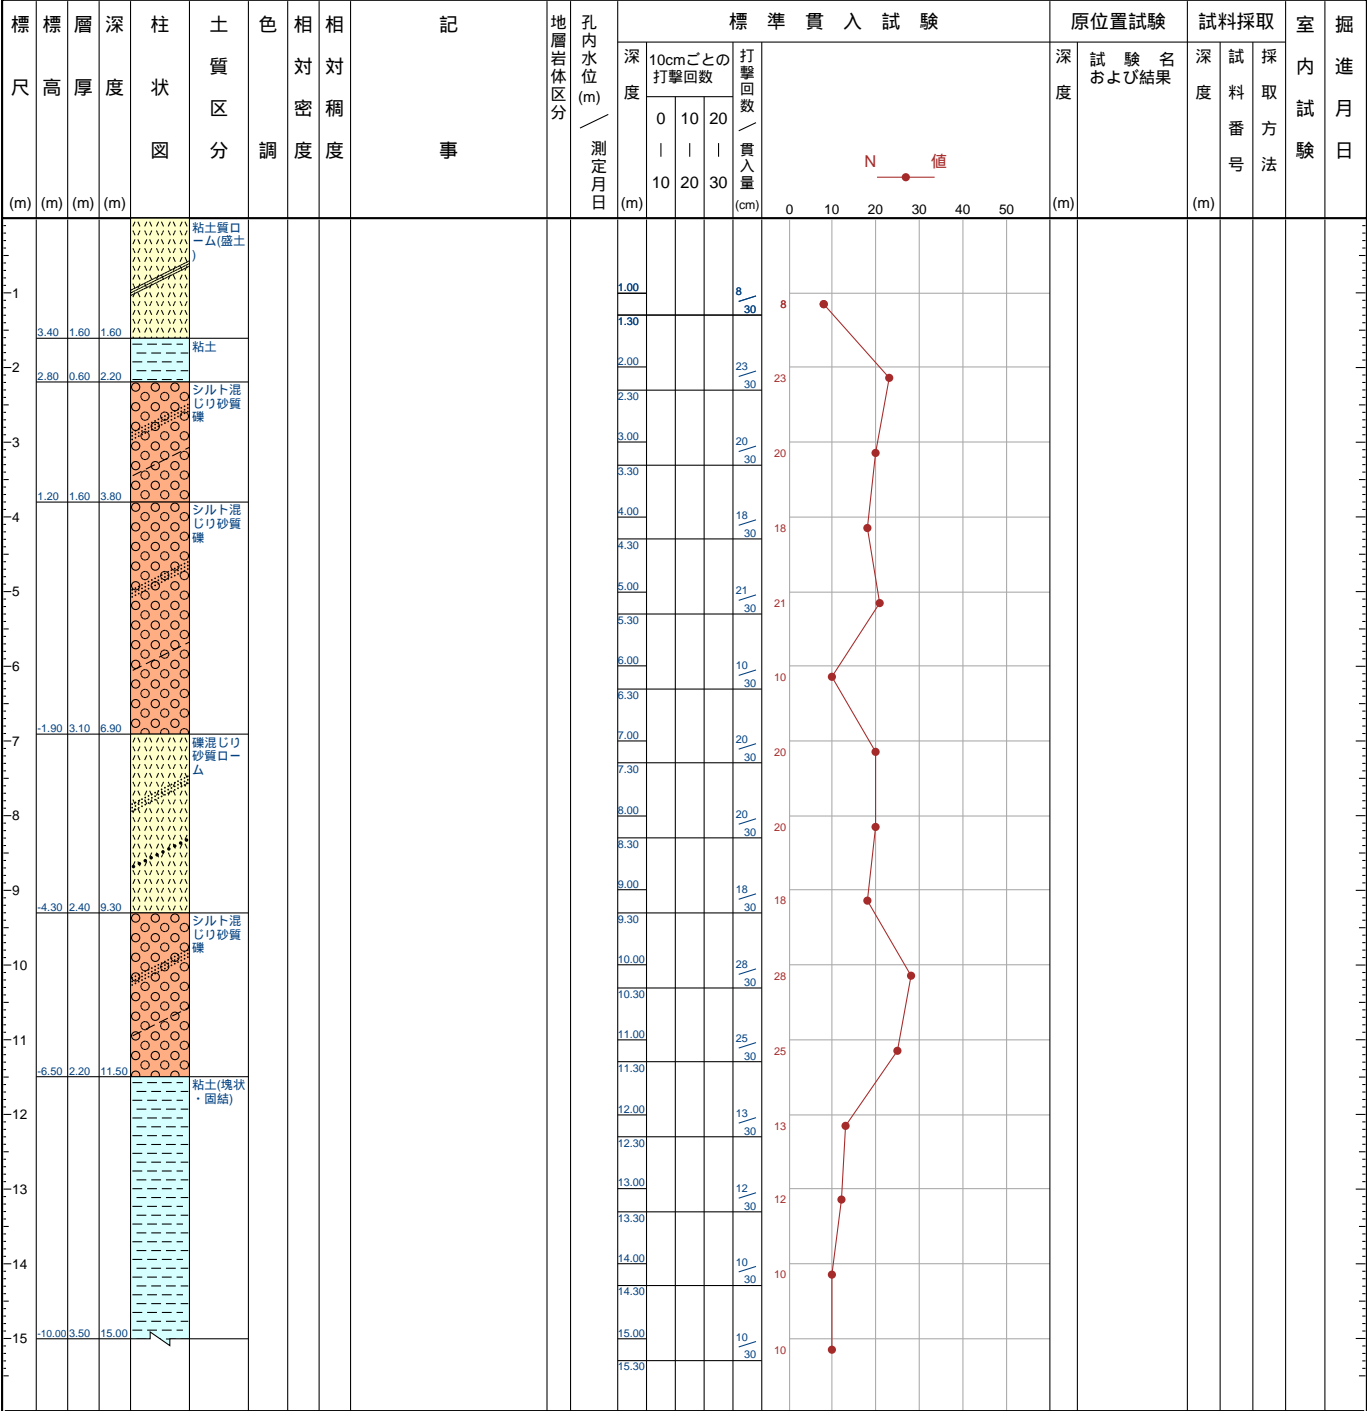 標尺(m)
標高(m)
層厚(m)
深度(m)
柱状図
土質区分
色調
相対密度
相対稠度
記事
地層岩体区分
孔内水位(m)/測定月日
標準貫入試験
深度(m)
10cmごとの
打撃回数
0 10 20
| | |
10 20 30
打撃回数/貫入量(cm)
N 値
0 10 20 30 40 50
原位置試験
深度(m)
試験名
および結果
試料採取
深度(m)
試料番号
採取方法
室内試験
掘進月日
粘土質ロ
ーム(盛土
)
1
1.00 8/30 8
1.30
3.40 1.60 1.60
粘土
2
2.00 23/30 23
2.80 0.60 2.20
2.30
シルト混
じり砂質
礫
3
3.00 20/30 20
3.30
1.20 1.60 3.80
シルト混
じり砂質
礫
4
4.00 18/30 18
4.30
5
5.00 21/30 21
5.30
6
6.00 10/30 10
6.30
-1.90 3.10 6.90
礫混じり
砂質ロー
ム
7
7.00 20/30 20
7.30
8
8.00 20/30 20
8.30
9
9.00 18/30 18
-4.30 2.40 9.30
9.30
シルト混
じり砂質
礫
10
10.00 28/30 28
10.30
11
11.00 25/30 25
11.30
-6.50 2.20 11.50
粘土(塊状
・固結)
12
12.00 13/30 13
12.30
13
13.00 12/30 12
13.30
14
14.00 10/30 10
14.30
15
-10.00 3.50 15.00
15.00 10/30 10
15.30